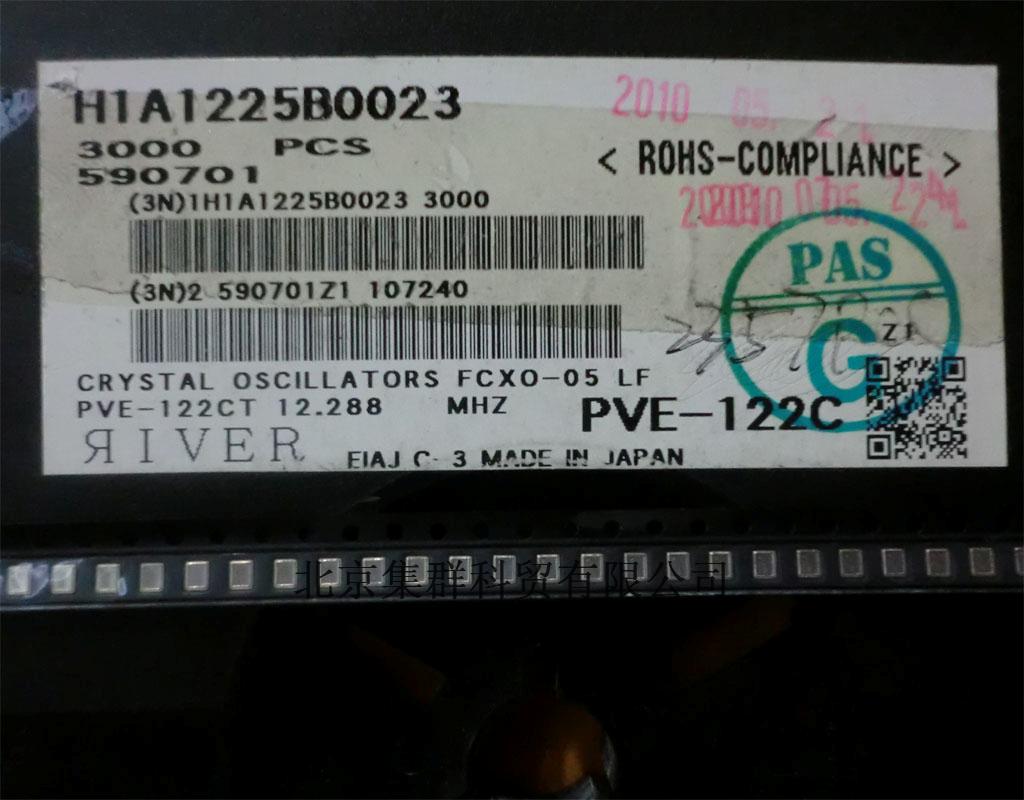 H1A1225B0023
2010 05. 2
3000 PCS
< ROHS-COMPLIANCE >
590701
(3N)1H1A1225B0023 3000
PAS
(3N)2 590701Z1 107240
G
Z1
CRYSTAL OSCILLATORS FCXO-05 LF
PVE-122CT 12.288 MHZ
PVE-122C
ЯIVER
EIAJ C-3 MADE IN JAPAN
北京集群科贸有限公司